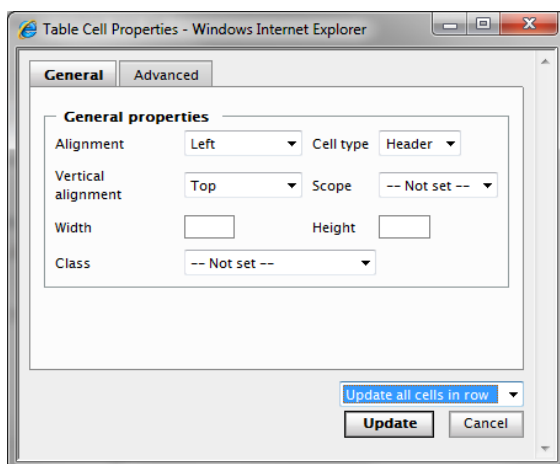 Table Cell Properties - Windows Internet Explorer
General Advanced
General properties
Alignment Left Cell type Header
Vertical alignment Top Scope -- Not set --
Width Height
Class -- Not set --
Update all cells in row
Update Cancel